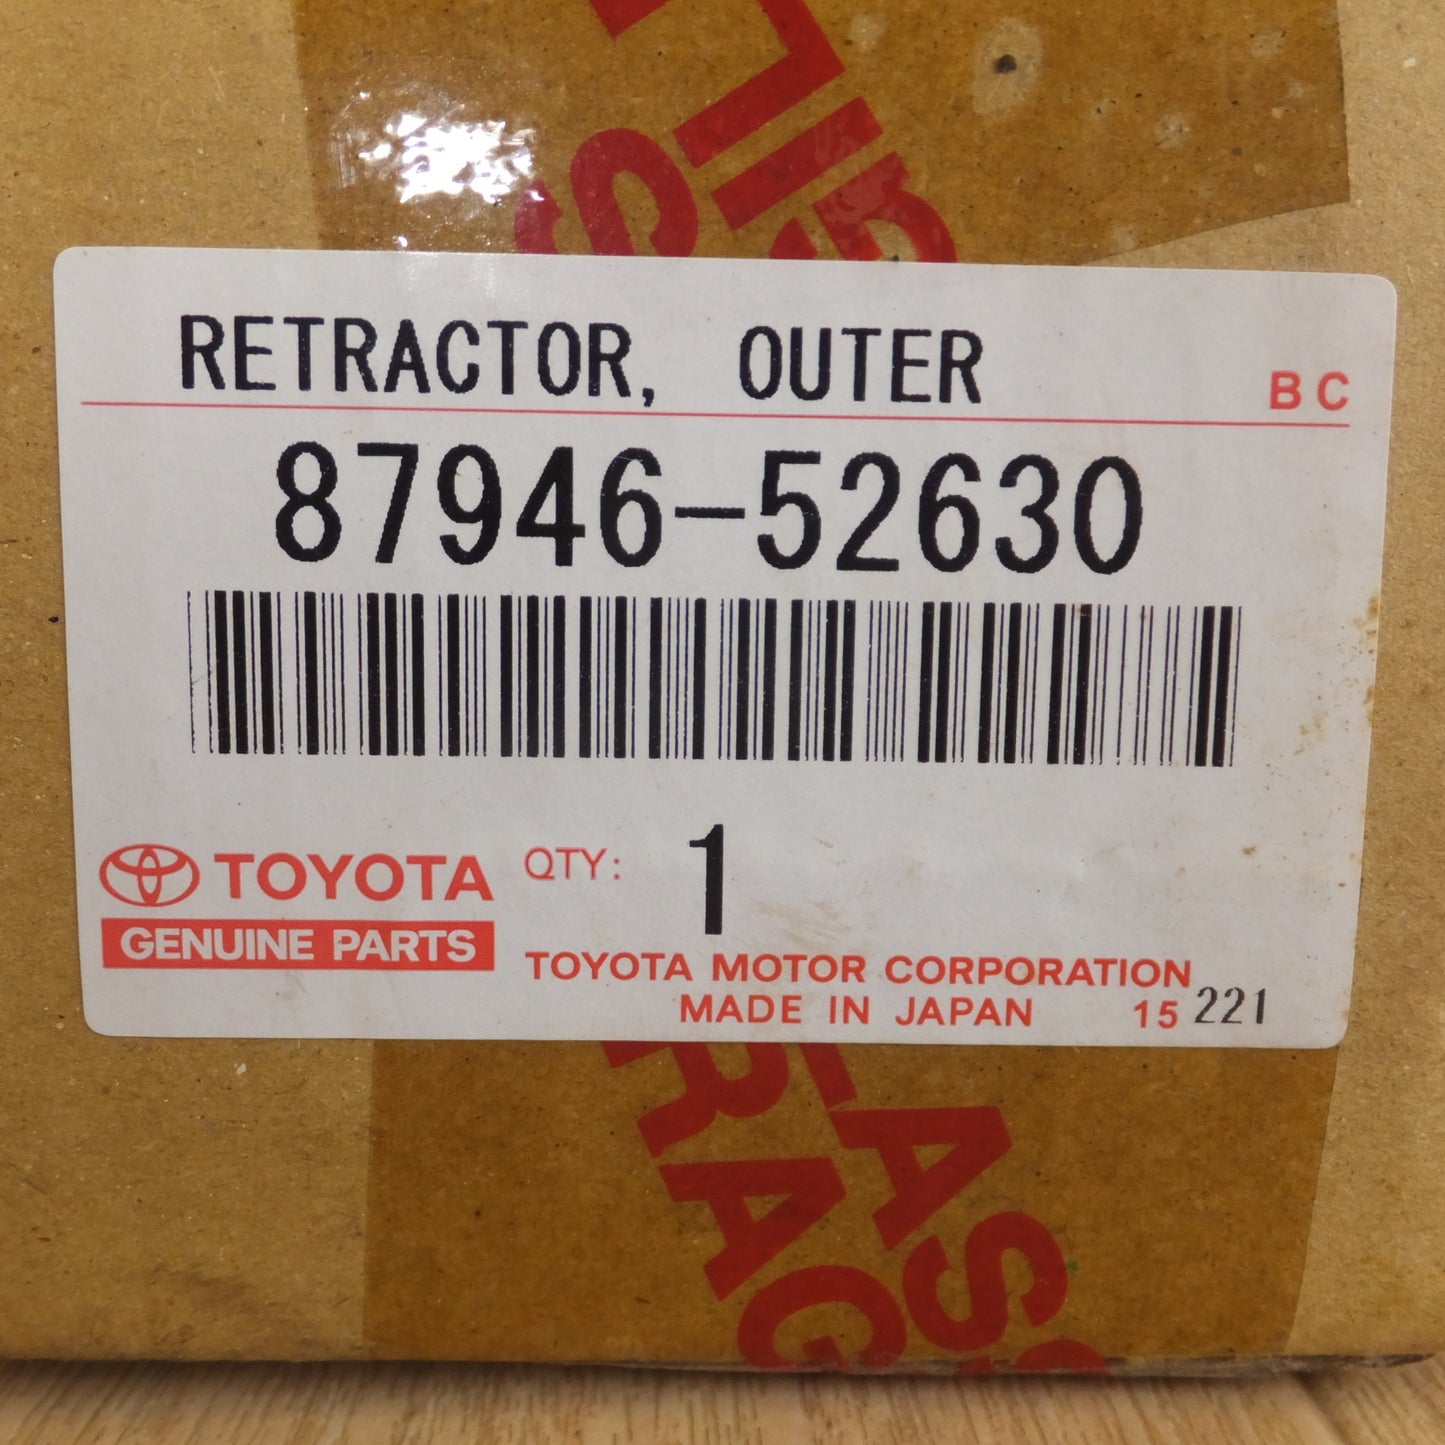 RETRACTOR, OUTER
BC
87946-52630
TOYOTA
GENUINE PARTS
QTY: 1
TOYOTA MOTOR CORPORATION
MADE IN JAPAN 15 221